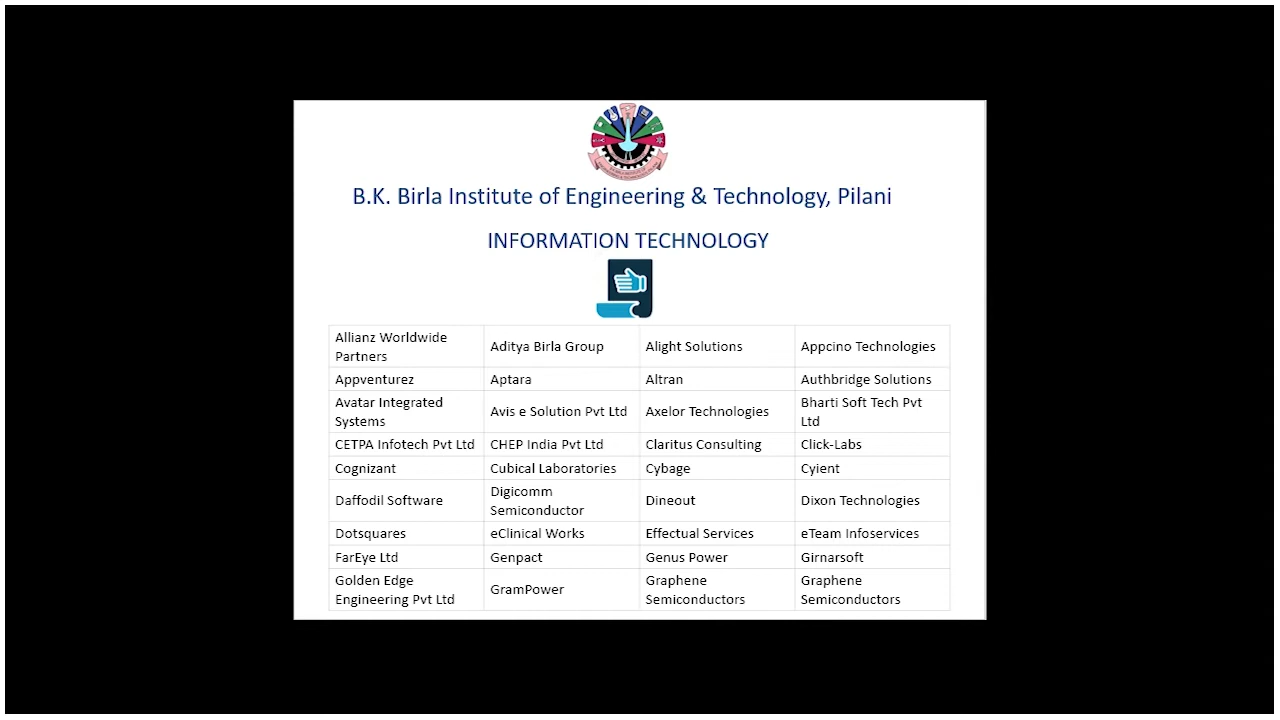 B.K. Birla Institute of Engineering & Technology, Pilani
INFORMATION TECHNOLOGY
Allianz Worldwide
Partners
Aditya Birla Group
Alight Solutions
Appcino Technologies
Appventurez
Aptara
Altran
Authbridge Solutions
Avatar Integrated
Systems
Avis e Solution Pvt Ltd
Axelor Technologies
Bharti Soft Tech Pvt
Ltd
CETPA Infotech Pvt Ltd
CHEP India Pvt Ltd
Claritus Consulting
Click-Labs
Cognizant
Cubical Laboratories
Cybage
Cyient
Daffodil Software
Digicomm
Semiconductor
Dineout
Dixon Technologies
Dotsquares
eClinical Works
Effectual Services
eTeam Infoservices
FarEye Ltd
Genpact
Genus Power
Girnarsoft
Golden Edge
Engineering Pvt Ltd
GramPower
Graphene
Semiconductors
Graphene
Semiconductors